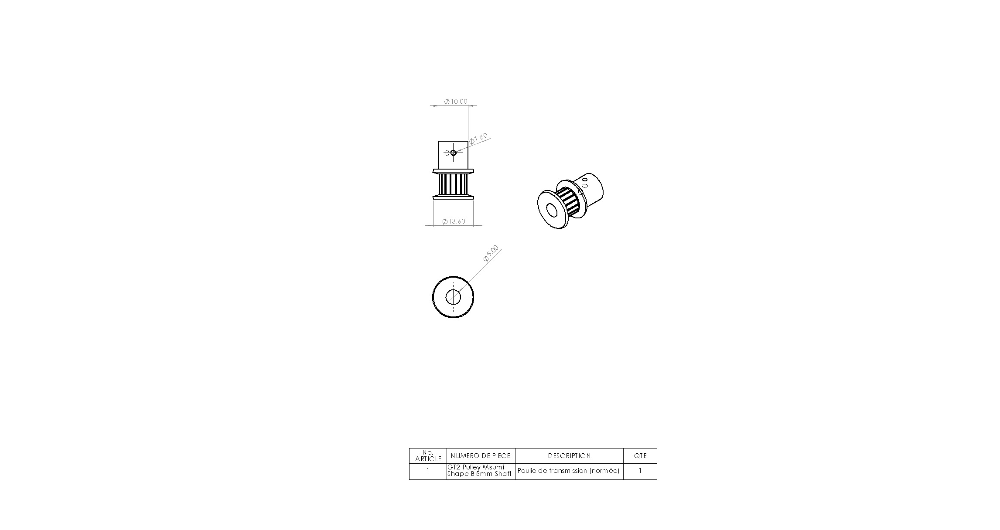 Ø10,00
Ø1,60
Ø13,60
Ø5,00
No. ARTICLE NUMERO DE PIECE DESCRIPTION QTE
1 GT2 Pulley Misumi Shape B 5mm Shaft Poulie de transmission (normée) 1